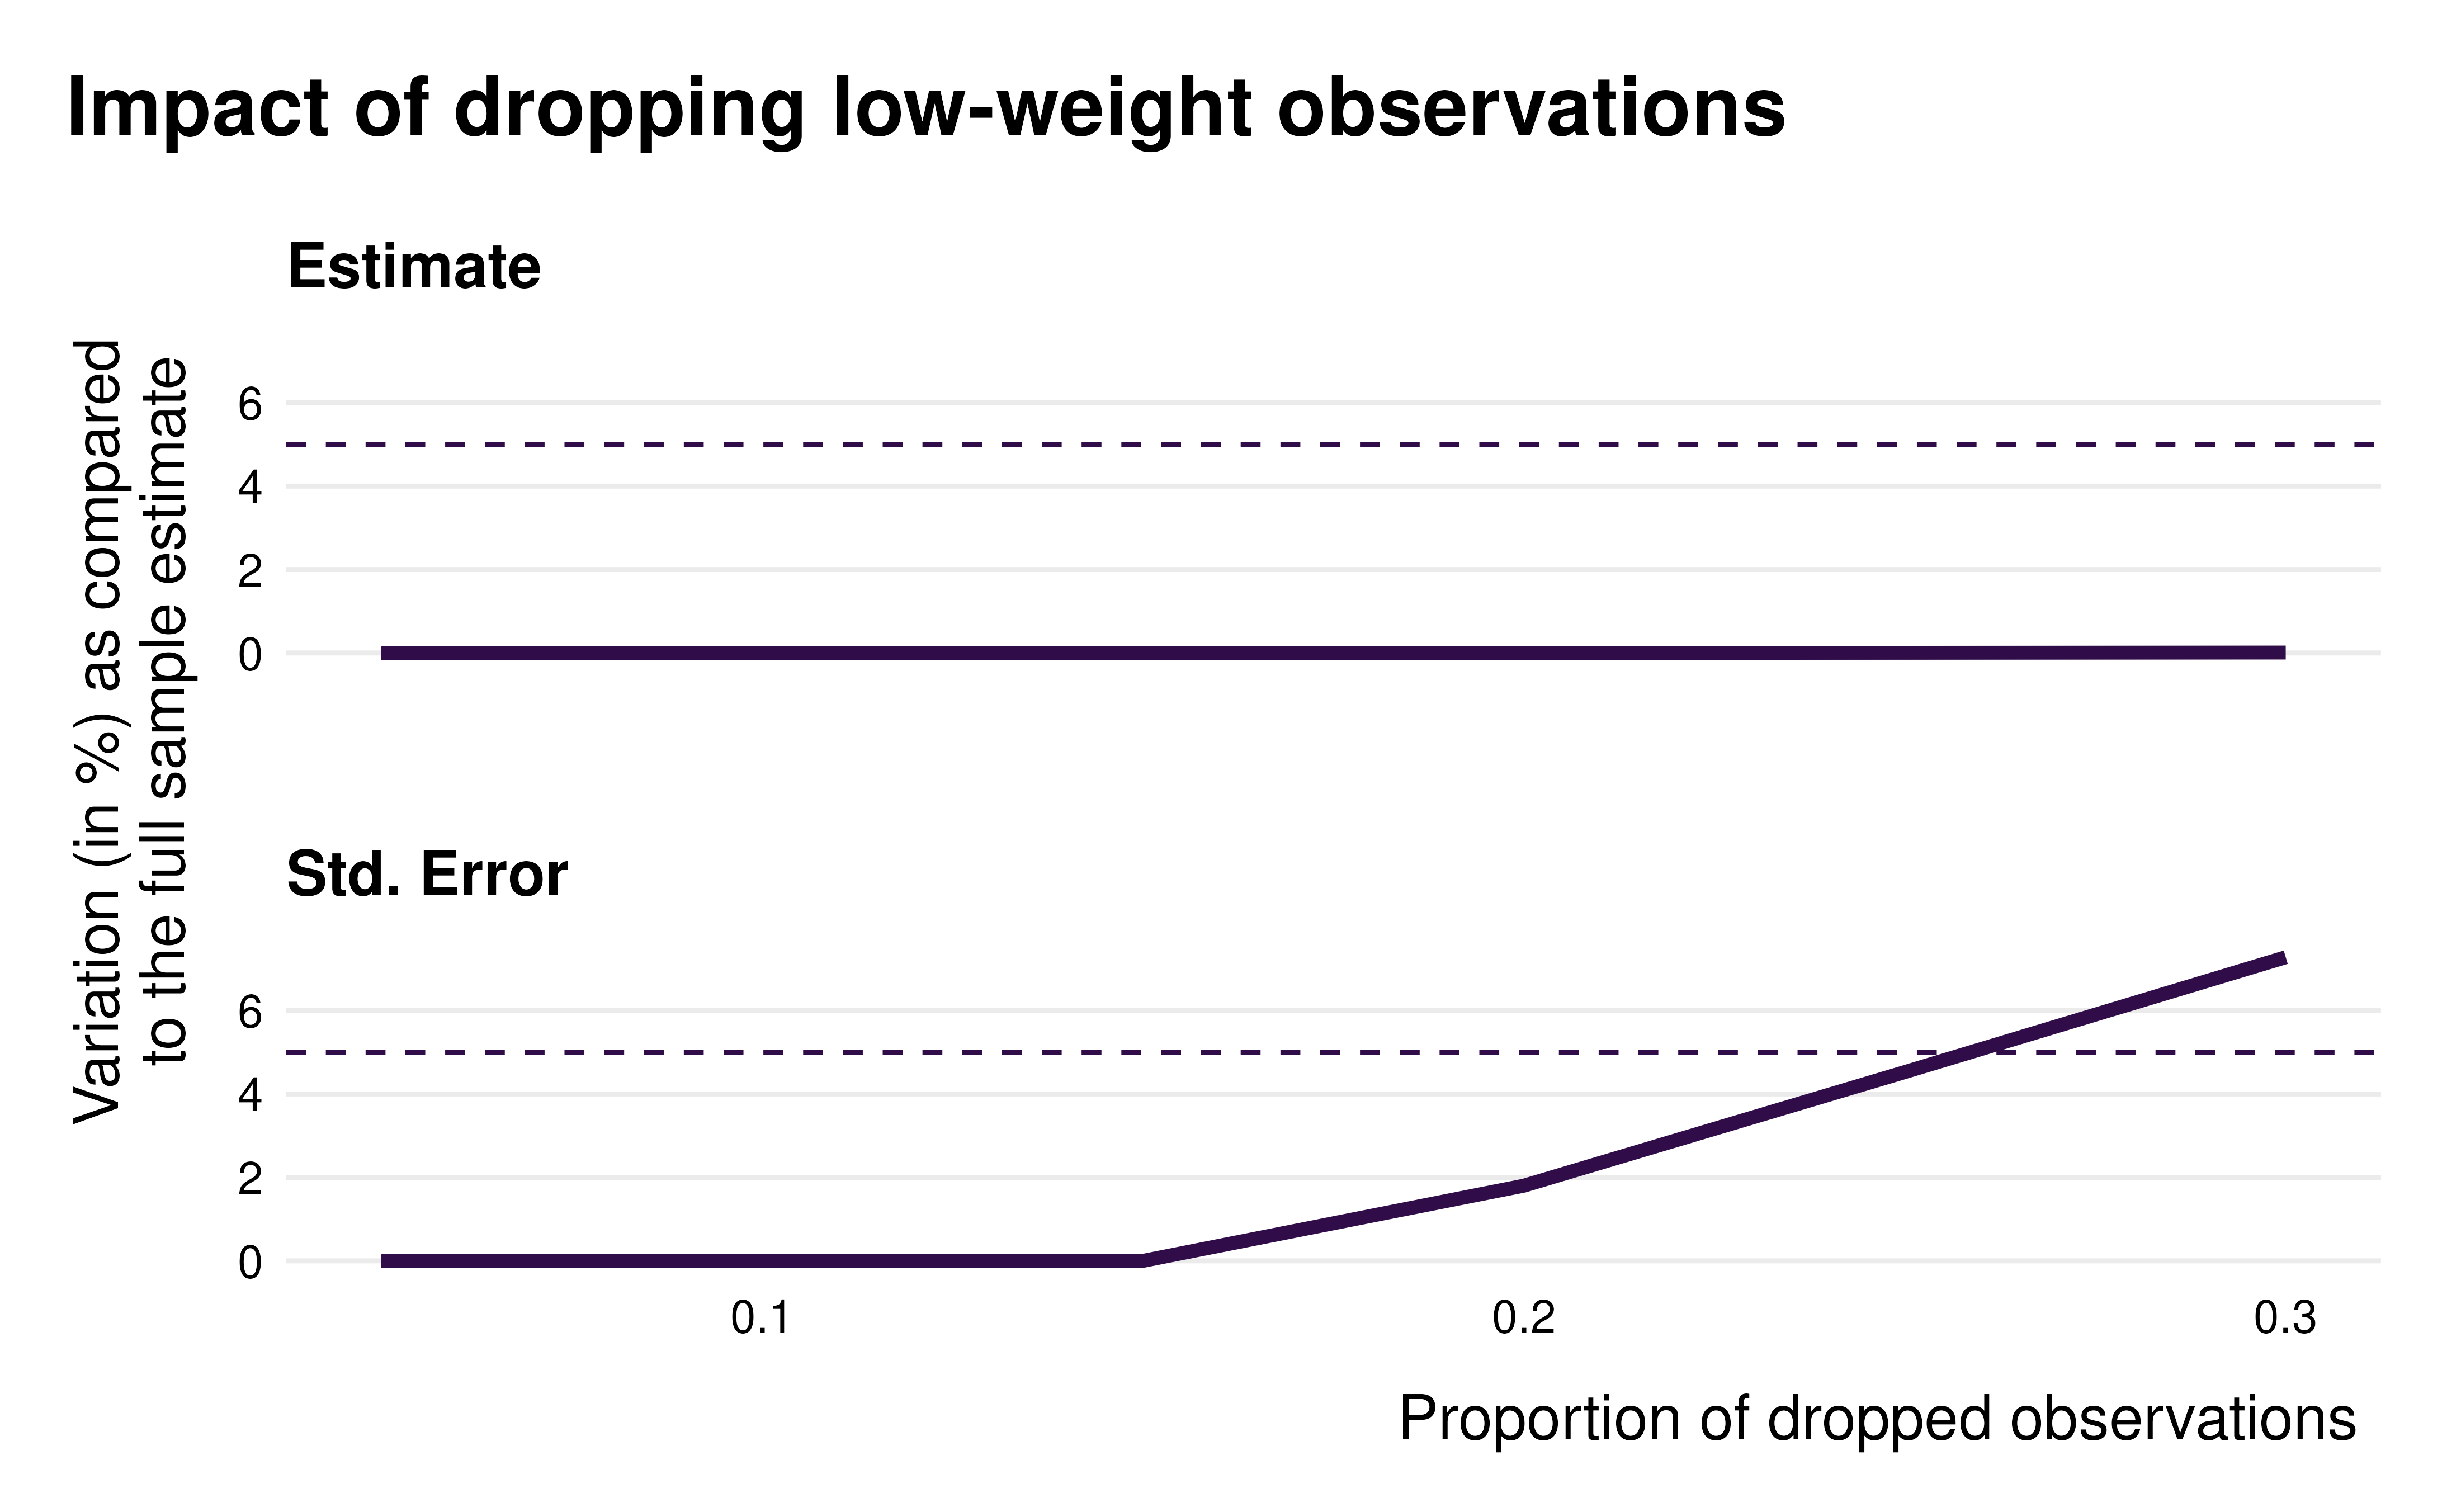 Impact of dropping low-weight observations
Variation (in %) as compared
to the full sample estimate
Estimate
6
4
2
0
Std. Error
6
4
2
0
0.1 0.2 0.3
Proportion of dropped observations